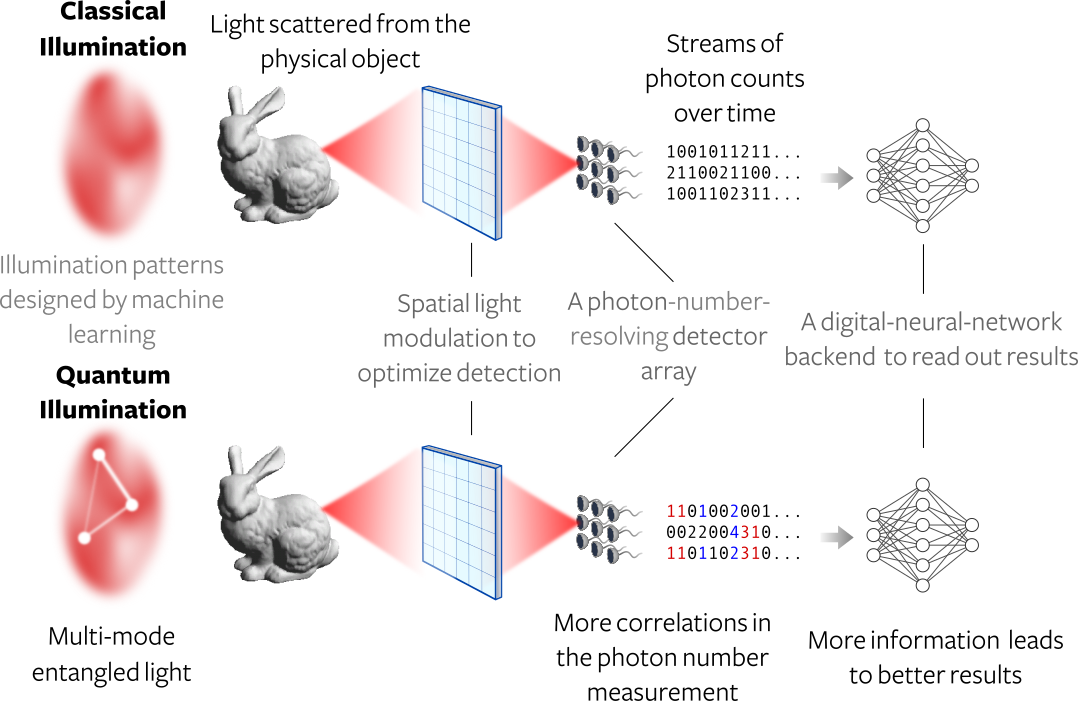 Classical
Illumination
Light scattered from the
physical object
Streams of
photon counts
over time
1001011211...
2110021100...
1001102311...
Illumination patterns
designed by machine
learning
Spatial light
modulation to
optimize detection
A photon-number-
resolving detector
array
A digital-neural-network
backend to read out results
Quantum
Illumination
1101002001...
0022004310...
1101102310...
Multi-mode
entangled light
More correlations in
the photon number
measurement
More information leads
to better results